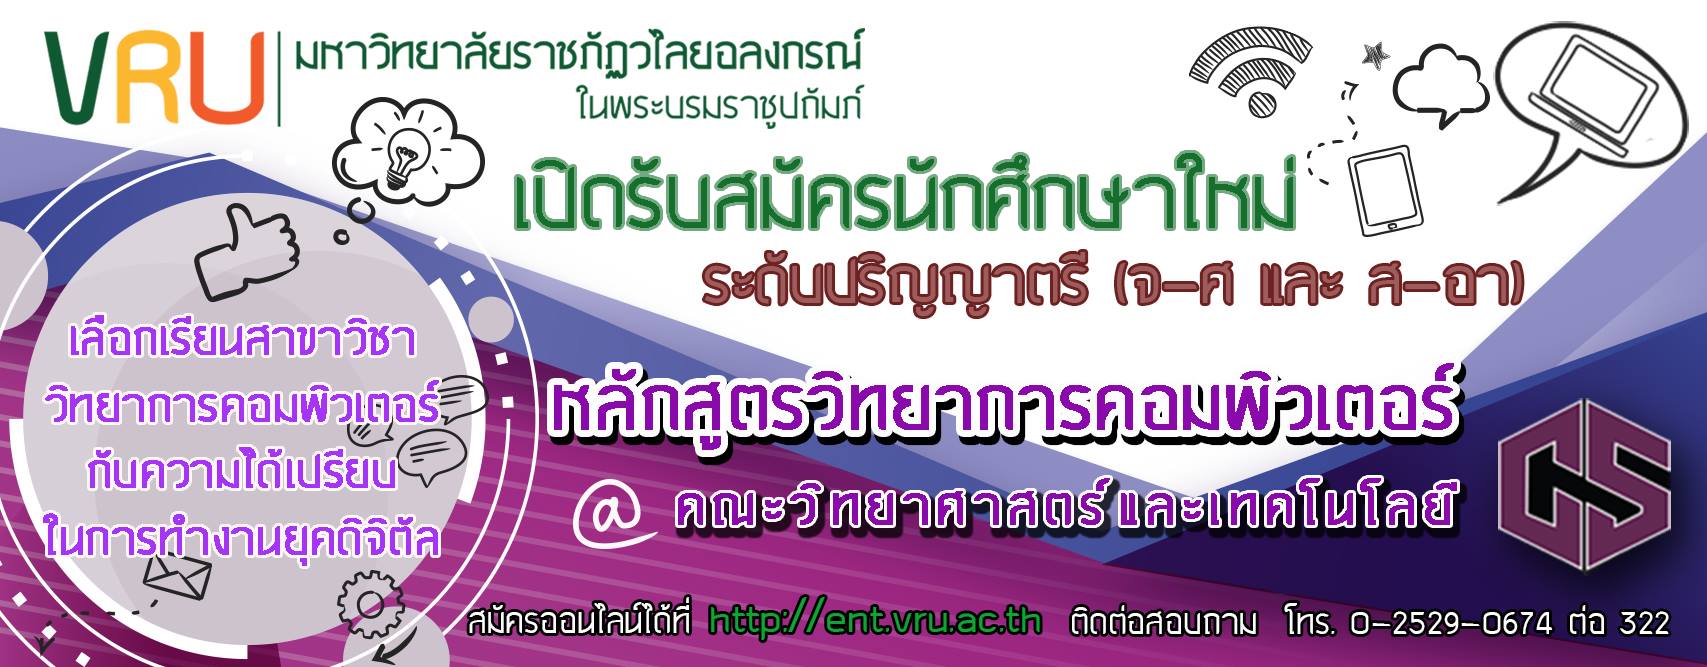 VRU
มหาวิทยาลัยราชภัฏวไลยอลงกรณ์
ในพระบรมราชูปถัมภ์
เปิดรับสมัครนักศึกษาใหม่
ระดับปริญญาตรี (จ-ศ และ ส-อา)
เลือกเรียนสาขาวิชา
วิทยาการคอมพิวเตอร์
กับความได้เปรียบ
ในการทำงานยุคดิจิตัล
หลักสูตรวิทยาการคอมพิวเตอร์
@ คณะวิทยาศาสตร์และเทคโนโลยี
CS
สมัครออนไลน์ได้ที่ http://ent.vru.ac.th ติดต่อสอบถาม โทร. 0-2529-0674 ต่อ 322